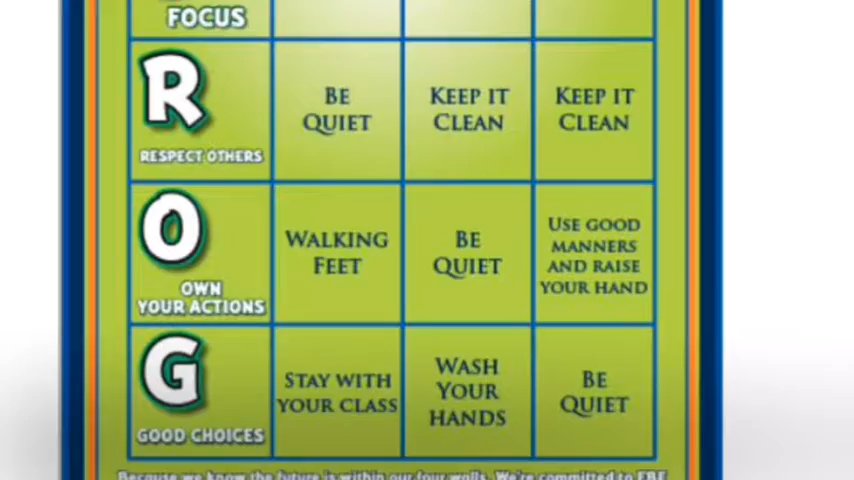 FOCUS
R
RESPECT OTHERS
BE
QUIET
KEEP IT
CLEAN
KEEP IT
CLEAN
O
OWN
YOUR ACTIONS
WALKING
FEET
BE
QUIET
USE GOOD
MANNERS
AND RAISE
YOUR HAND
G
GOOD CHOICES
STAY WITH
YOUR CLASS
WASH
YOUR
HANDS
BE
QUIET
Because we know the future is within our four walls. We're committed to